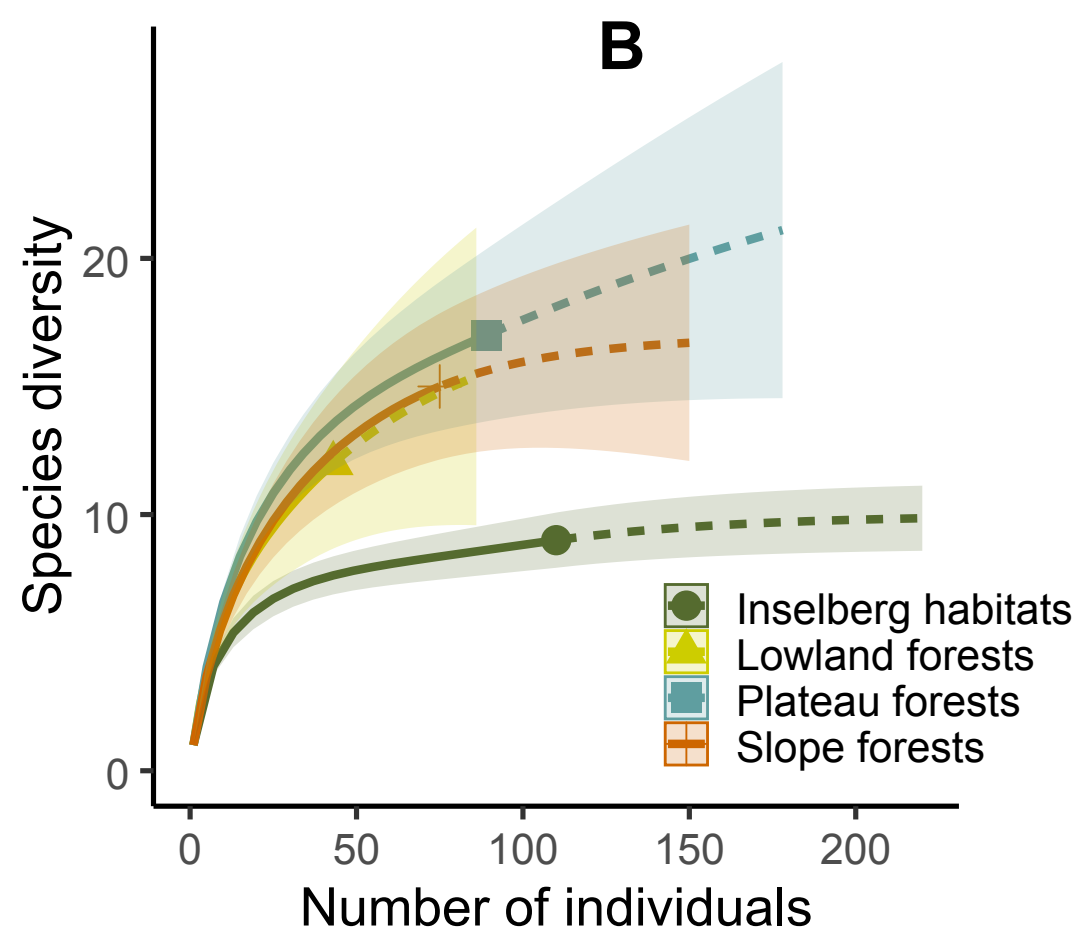 B
Species diversity
20
10
0
0 50 100 150 200
Number of individuals
Inselberg habitats
Lowland forests
Plateau forests
Slope forests